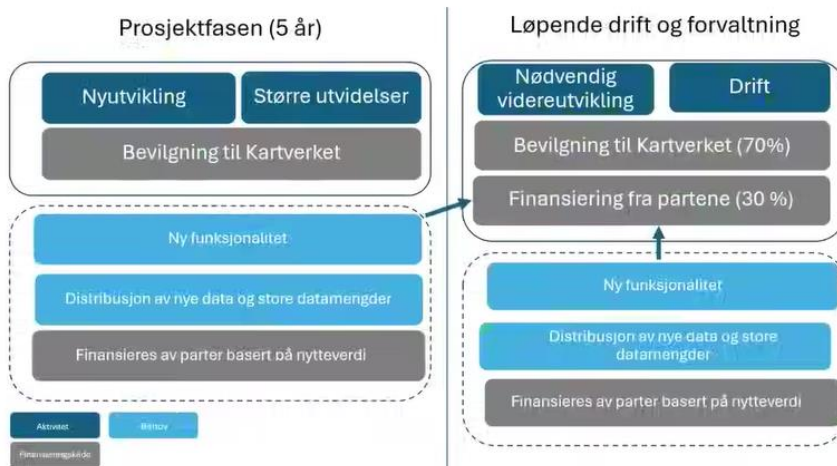 Prosjektfasen (5 år)
Nyutvikling
Større utvidelser
Bevilgning til Kartverket
Ny funksjonalitet
Distribusjon av nye data og store datamengder
Finansieres av parter basert på nytteverdi
Løpende drift og forvaltning
Nødvendig
videreutvikling
Drift
Bevilgning til Kartverket (70%)
Finansiering fra partene (30 %)
Ny funksjonalitet
Distribusjon av nye data og store
datamengder
Finansieres av parter basert på nytteverdi
Aktivitet